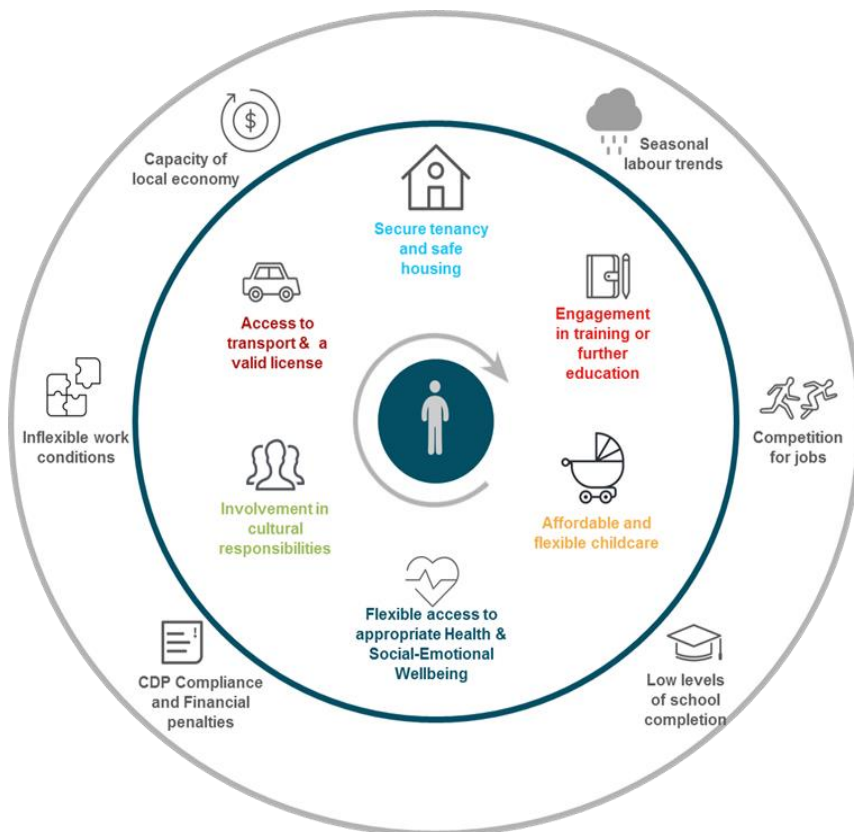 Capacity of
local economy
$
Seasonal
labour trends
Secure tenancy
and safe
housing
Access to
transport & a
valid license
Engagement
in training or
further
education
Inflexible work
conditions
Competition
for jobs
Involvement in
cultural
responsibilities
Affordable and
flexible childcare
Flexible access to
appropriate Health &
Social-Emotional
Wellbeing
!
CDP Compliance
and Financial
penalties
Low levels
of school
completion